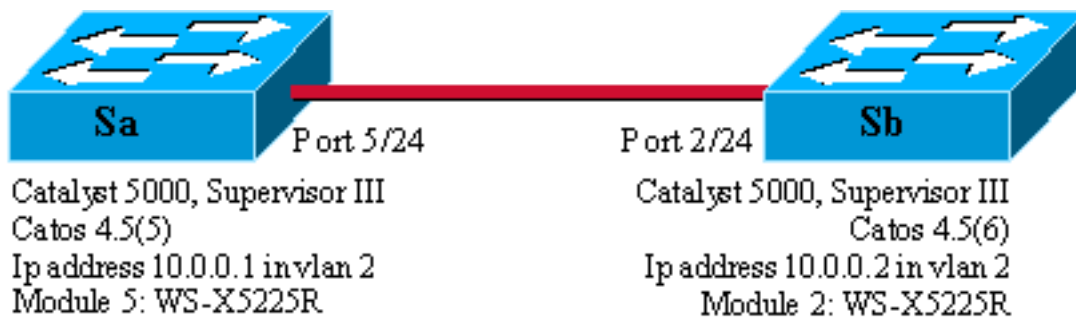 Sa
Sb
Port 5/24
Port 2/24
Catalyst 5000, Supervisor III
Catos 4.5(5)
Ip address 10.0.0.1 in vlan 2
Module 5: WS-X5225R
Catalyst 5000, Supervisor III
Catos 4.5(6)
Ip address 10.0.0.2 in vlan 2
Module 2: WS-X5225R